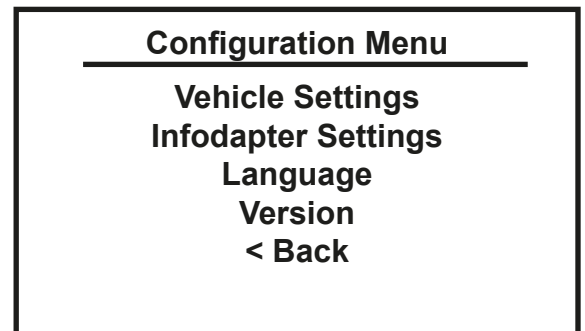 Configuration Menu
Vehicle Settings
Infodapter Settings
Language
Version
< Back